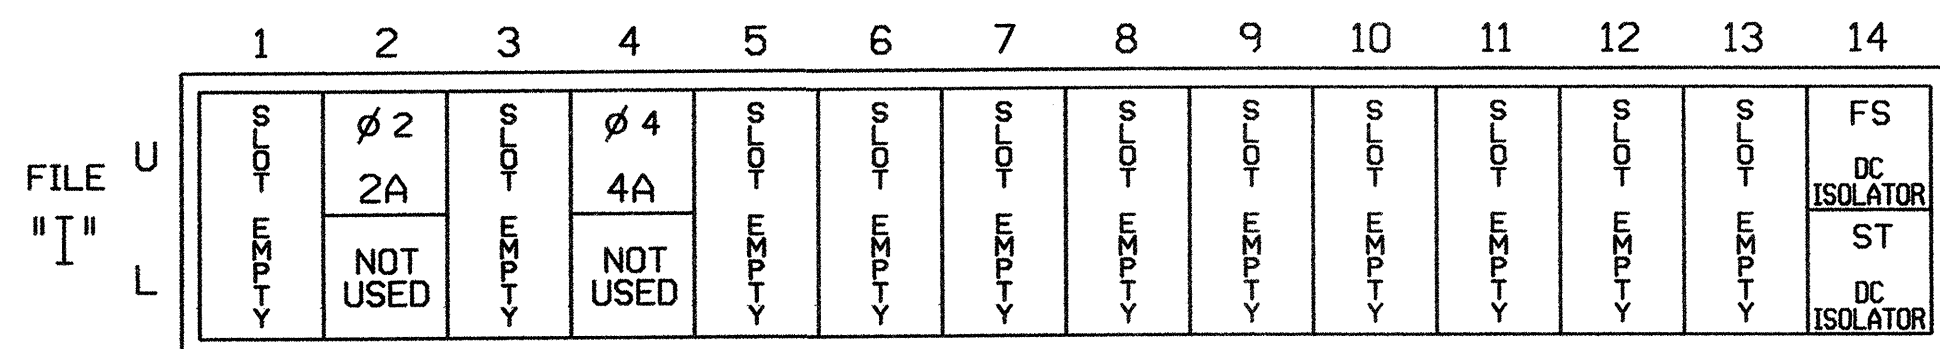 1 2 3 4 5 6 7 8 9 10 11 12 13 14
FILE
"I"
U
L
SLOT EMPTY
ø 2
2A
NOT
USED
SLOT EMPTY
ø 4
4A
NOT
USED
SLOT EMPTY
SLOT EMPTY
SLOT EMPTY
SLOT EMPTY
SLOT EMPTY
SLOT EMPTY
SLOT EMPTY
SLOT EMPTY
SLOT EMPTY
FS
DC
ISOLATOR
ST
DC
ISOLATOR